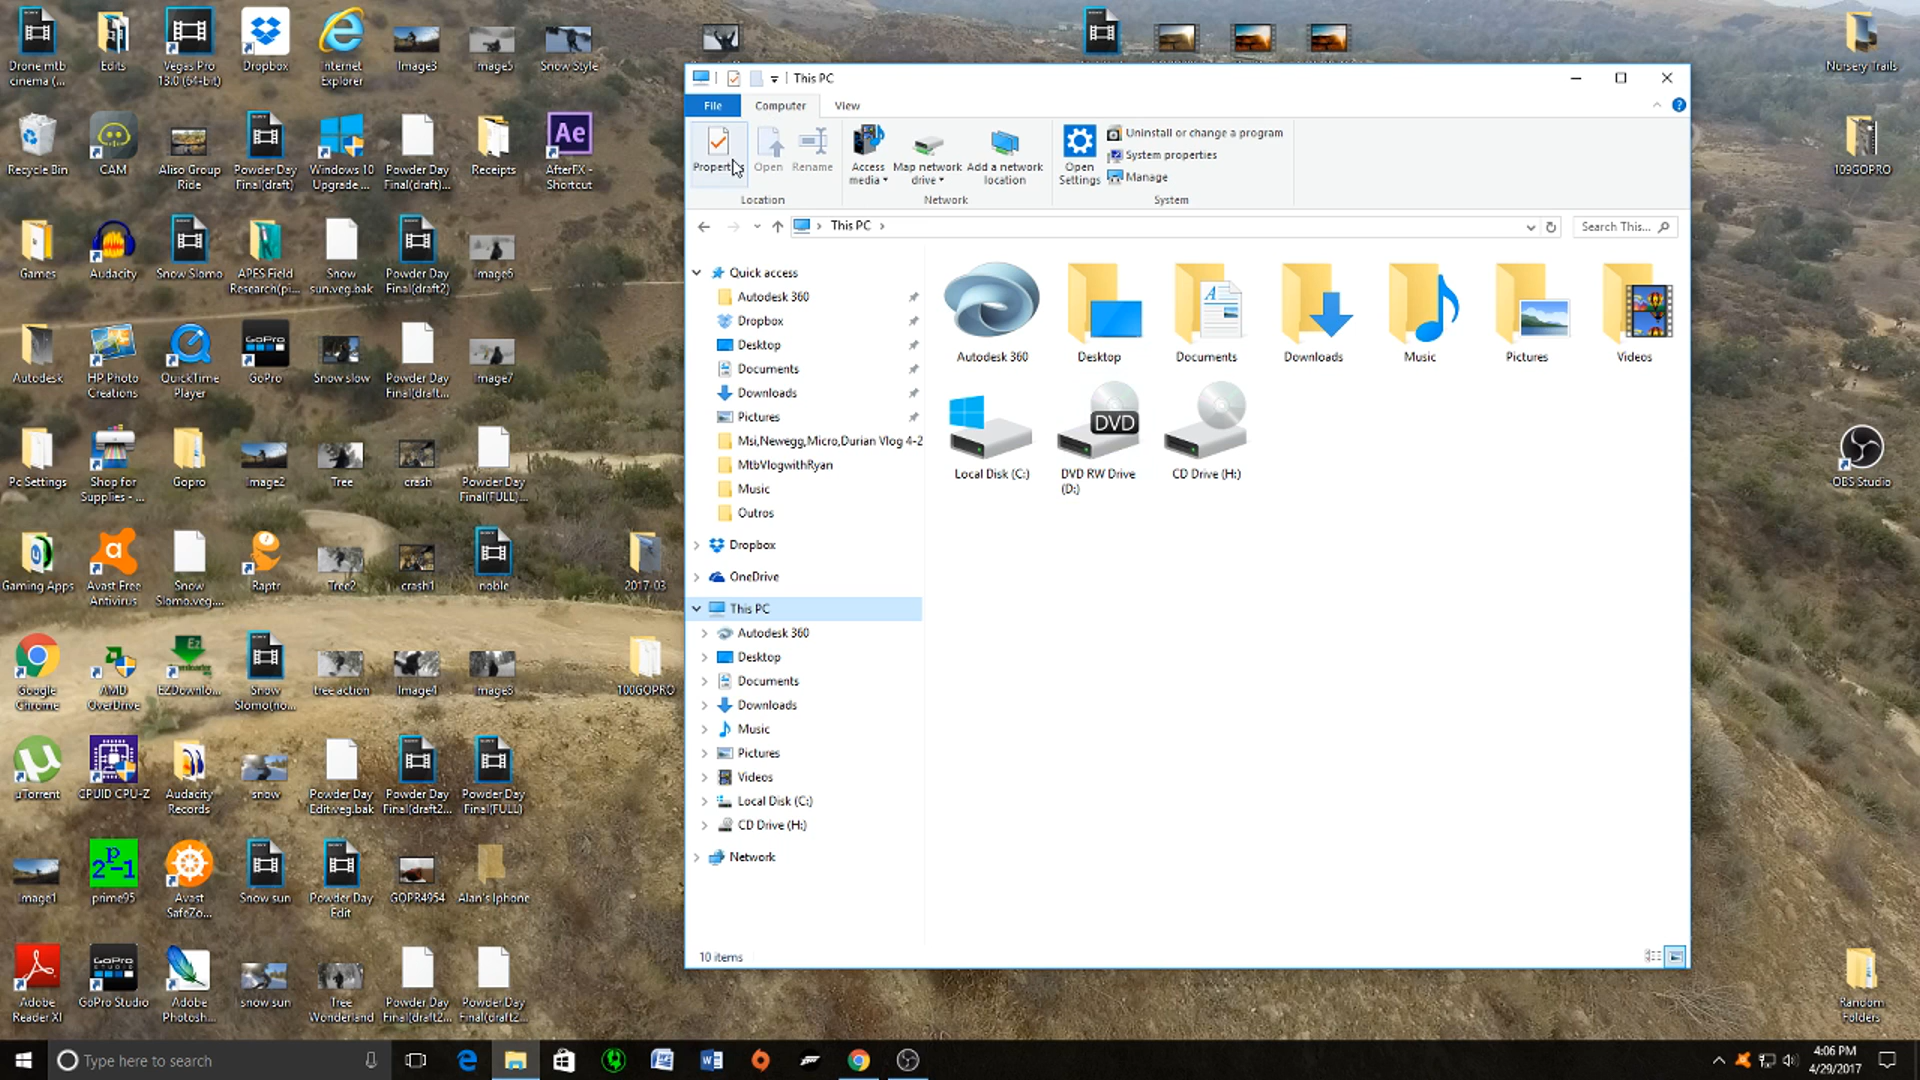 Drone mtb
cinema (...
Edits
Vegas Pro
13.0 (64-bit)
Dropbox
Internet
Explorer
Image3
Image5
Snow Style
Nursery Trails
Recycle Bin
CAM
Aliso Group
Ride
Powder Day
Final(draft)
Windows 10
Upgrade ...
Powder Day
Final(draft)...
Receipts
Ae
AfterFX -
Shortcut
109GOPRO
Games
Audacity
Snow Slomo
APES Field
Research(pi...
Snow
sun.veg.bak
Powder Day
Final(draft2)
Image6
Autodesk
HP Photo
Creations
QuickTime
Player
GoPro
GoPro
Snow slow
Powder Day
Final(draft...
Image7
Pc Settings
Shop for
Supplies - ...
Gopro
Image2
Tree
crash
Powder Day
Final(FULL)...
OBS Studio
Gaming Apps
Avast Free
Antivirus
Snow
Slomo.veg....
Raptr
Tree2
crash1
noble
2017-03
Google
Chrome
AMD
OverDrive
EZDownlo...
Snow
Slomo(no...
tree action
Image4
Image8
100GOPRO
µTorrent
CPUID CPU-Z
Audacity
Records
snow
Powder Day
Edit.veg.bak
Powder Day
Final(draft2...
Powder Day
Final(FULL)
Image1
2P-1
prime95
Avast
SafeZo...
Snow sun
Powder Day
Edit
GOPR4954
Alan's Iphone
Adobe
Reader XI
GoPro
STUDIO
GoPro Studio
Adobe
Photosh...
snow sun
Tree
Wonderland
Powder Day
Final(draft2...
Powder Day
Final(draft2...
Random
Folders
This PC
File
Computer
View
Properties
Open
Rename
Access
media
Map network
drive
Add a network
location
Open
Settings
Uninstall or change a program
System properties
Manage
Location
Network
System
This PC
Search This...
Quick access
Autodesk 360
Dropbox
Desktop
Documents
Downloads
Pictures
Msi,Newegg,Micro,Durian Vlog 4-2
MtbVlogwithRyan
Music
Outros
Dropbox
OneDrive
This PC
Autodesk 360
Desktop
Documents
Downloads
Music
Pictures
Videos
Local Disk (C:)
CD Drive (H:)
Network
Autodesk 360
Desktop
Documents
Downloads
Music
Pictures
Videos
Local Disk (C:)
DVD
DVD RW Drive
(D:)
CD Drive (H:)
10 items
Type here to search
4:06 PM
4/29/2017